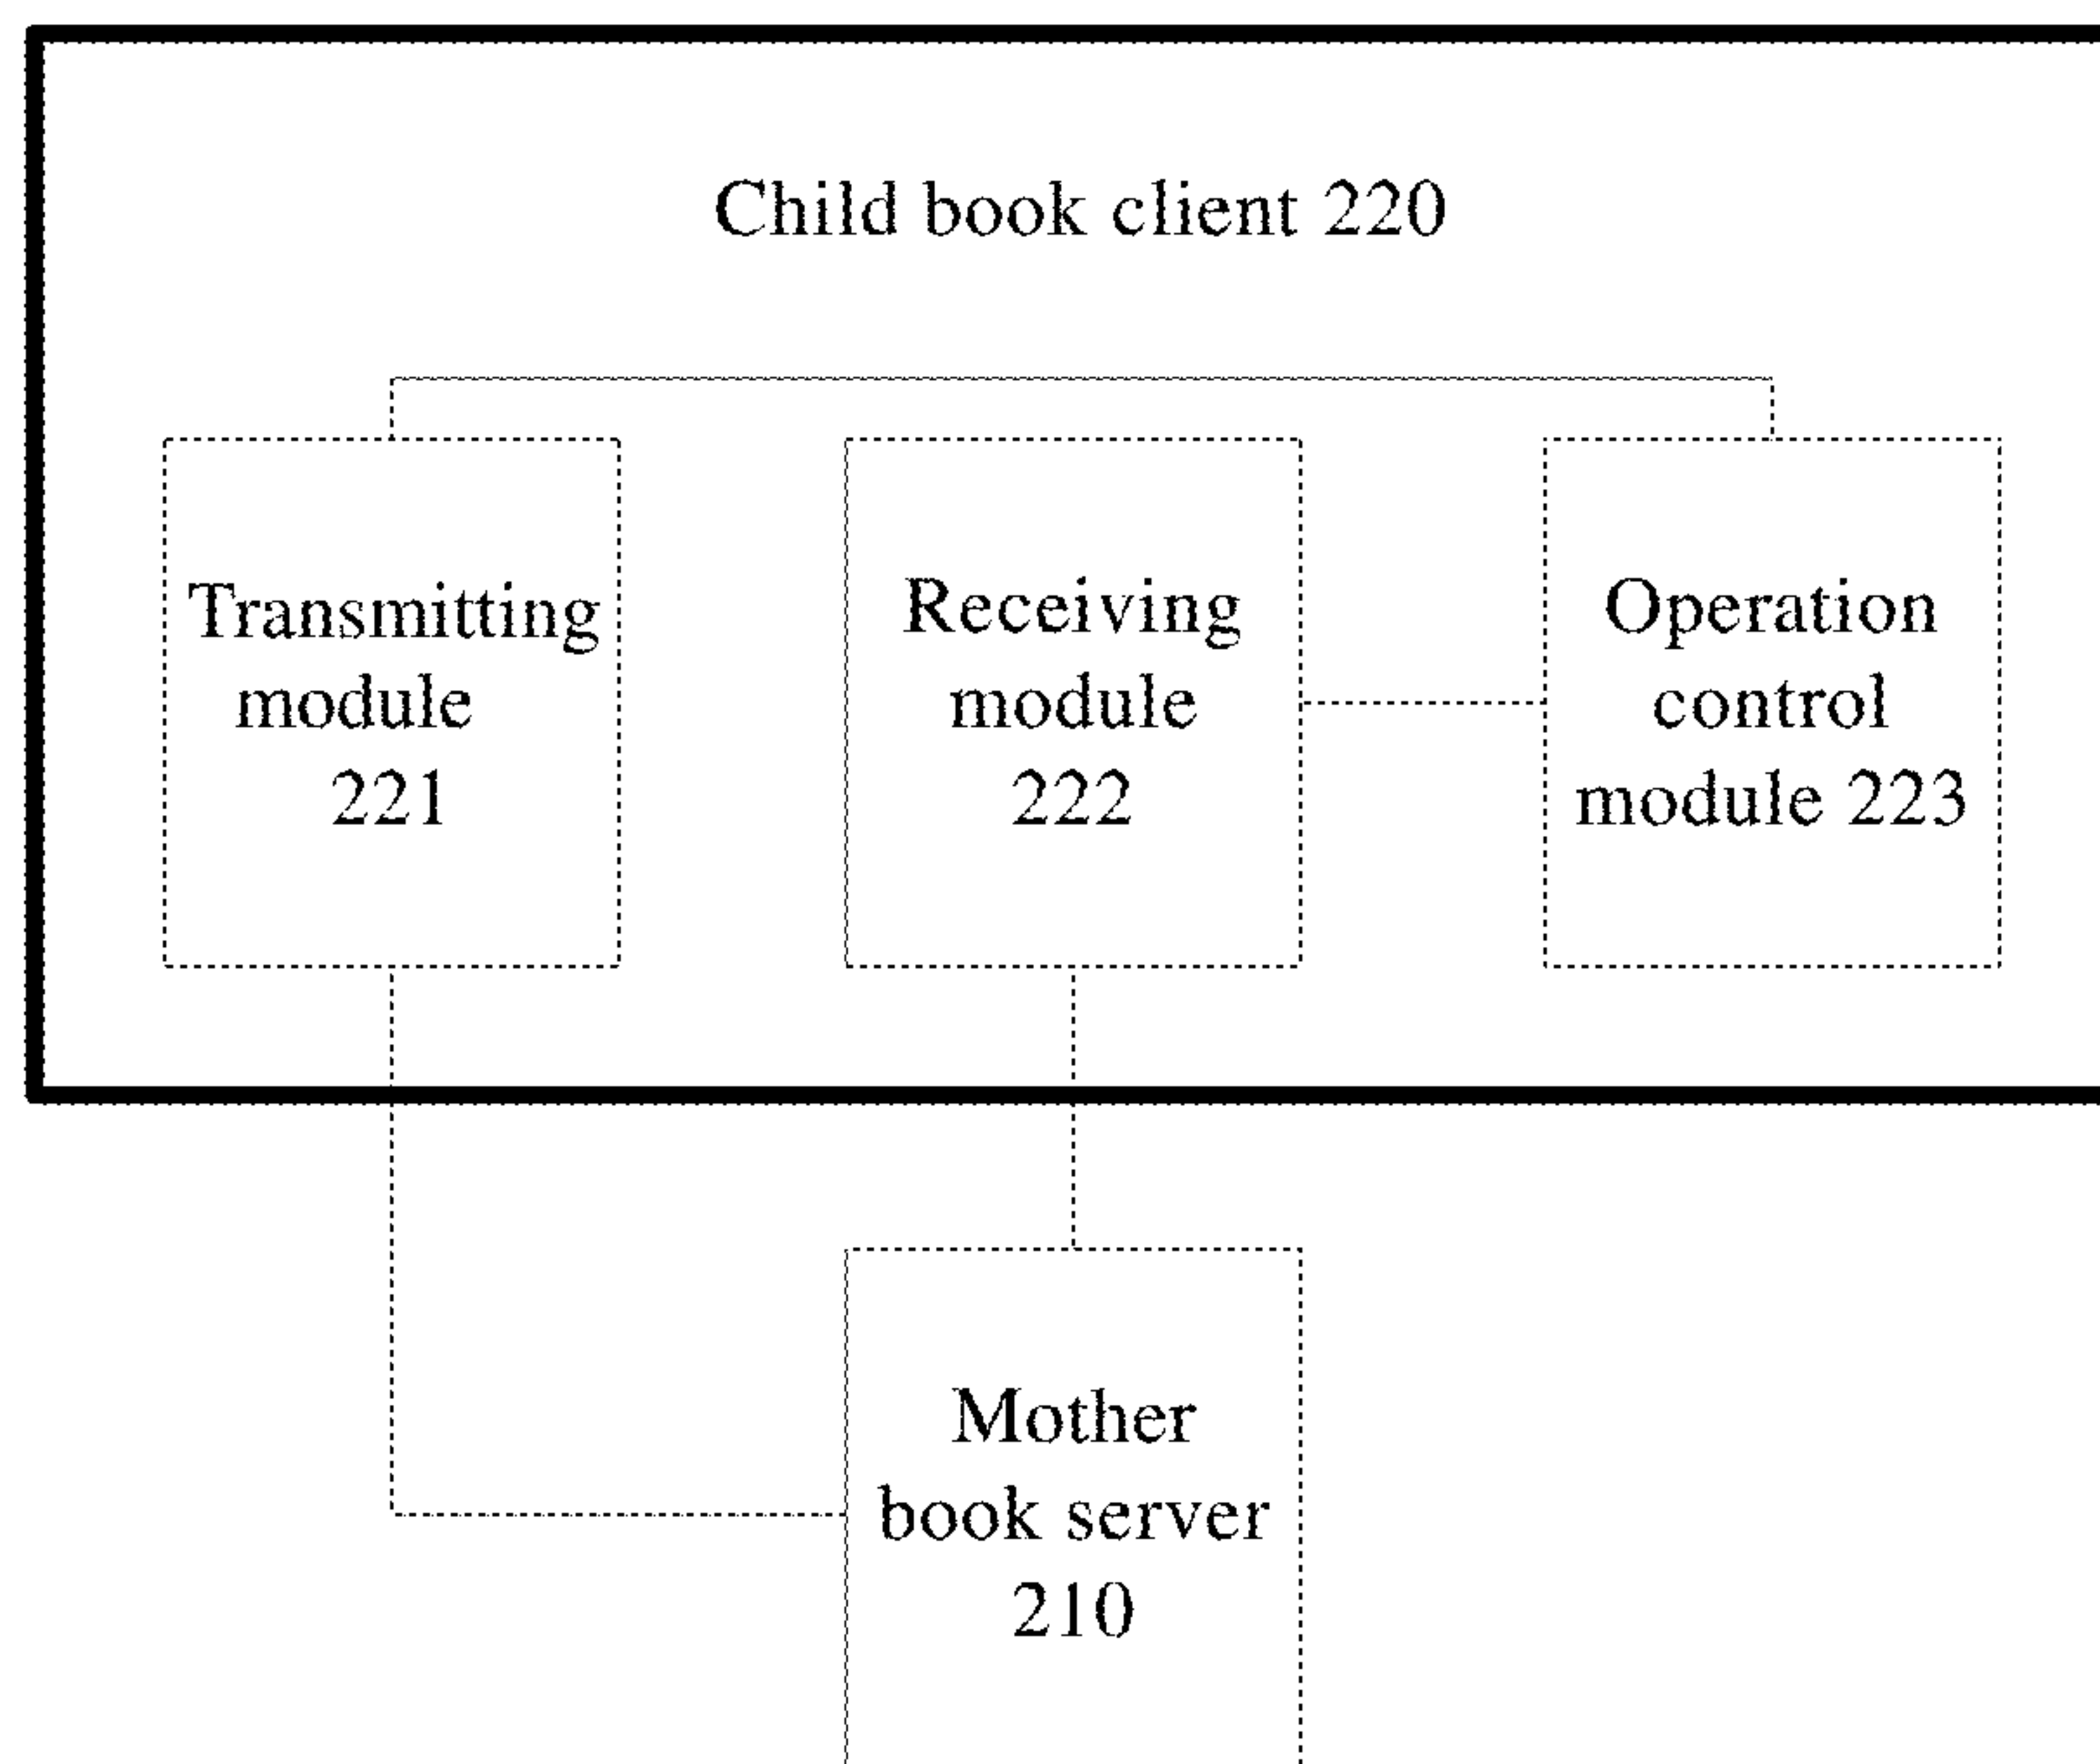 Child book client 220
Transmitting
module
221
Receiving
module
222
Operation
control
module 223
Mother
book server
210